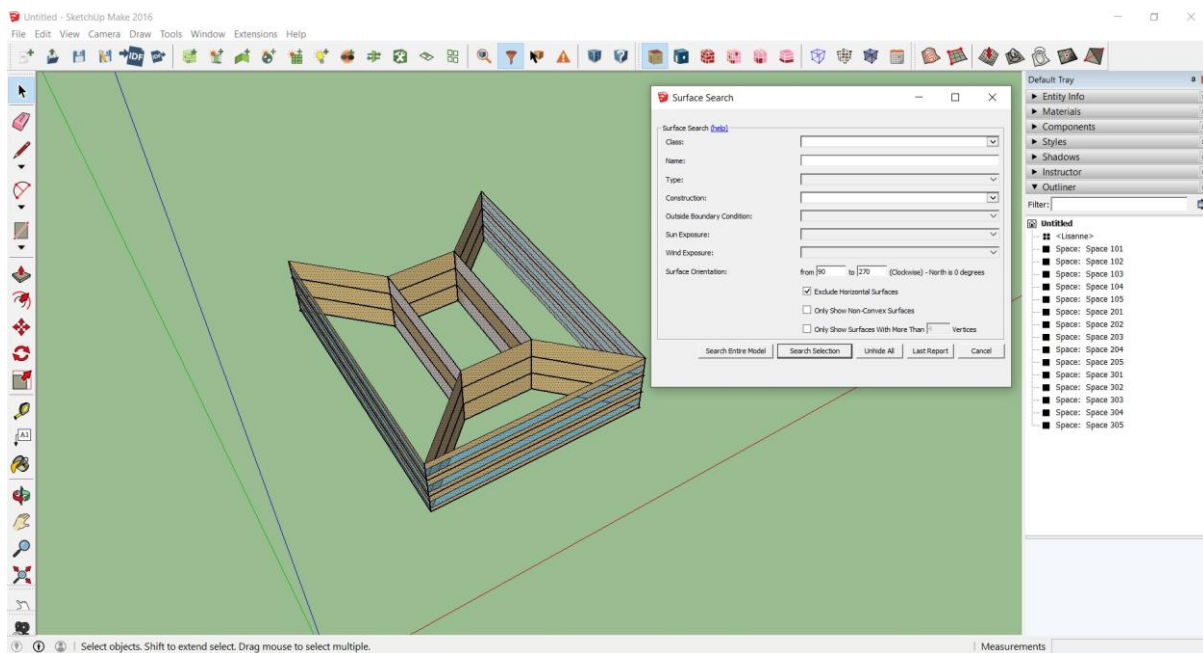 Untitled - SketchUp Make 2016
File Edit View Camera Draw Tools Window Extensions Help
IDF
Default Tray
Entity Info
Materials
Components
Styles
Shadows
Instructor
Outliner
Filter:
Untitled
<Lisanne>
Space: Space 101
Space: Space 102
Space: Space 103
Space: Space 104
Space: Space 105
Space: Space 201
Space: Space 202
Space: Space 203
Space: Space 204
Space: Space 205
Space: Space 301
Space: Space 302
Space: Space 303
Space: Space 304
Space: Space 305
Surface Search
Surface Search (help)
Class:
Name:
Type:
Construction:
Outside Boundary Condition:
Sun Exposure:
Wind Exposure:
Surface Orientation: from 90 to 270 (Clockwise) - North is 0 degrees
Exclude Horizontal Surfaces
Only Show Non-Convex Surfaces
Only Show Surfaces With More Than Vertices
Search Entire Model Search Selection Unhide All Last Report Cancel
A1
Select objects. Shift to extend select. Drag mouse to select multiple.
Measurements